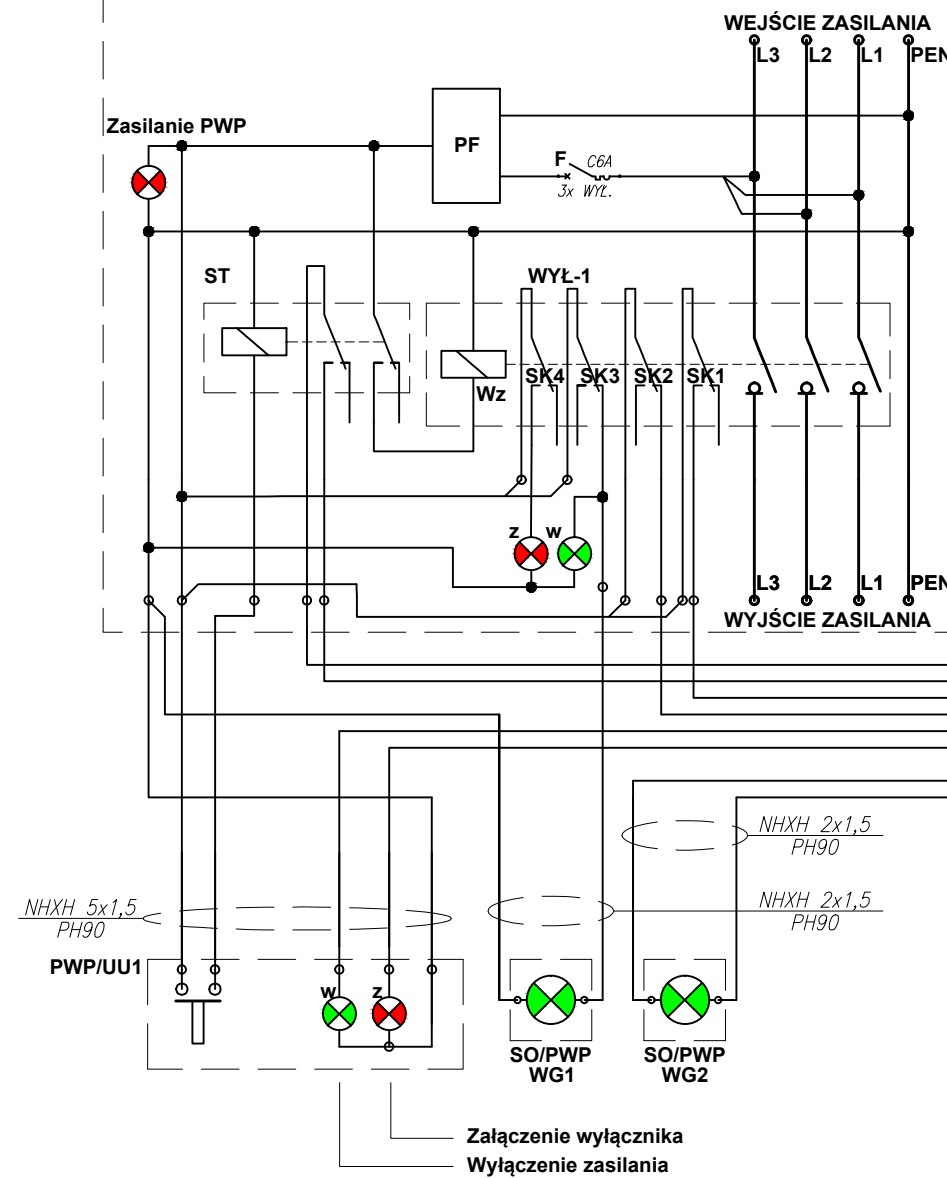 WEJŚCIE ZASILANIA
L3
L2
L1
PEN
Zasilanie PWP
PF
F
C6A
3x WYŁ.
ST
WYŁ-1
SK4
SK3
SK2
SK1
Wz
z
w
L3
L2
L1
PEN
WYJŚCIE ZASILANIA
NHXH 2x1,5
PH90
NHXH 5x1,5
PH90
NHXH 2x1,5
PH90
PWP/UU1
w
z
SO/PWP
WG1
SO/PWP
WG2
Załączenie wyłącznika
Wyłączenie zasilania